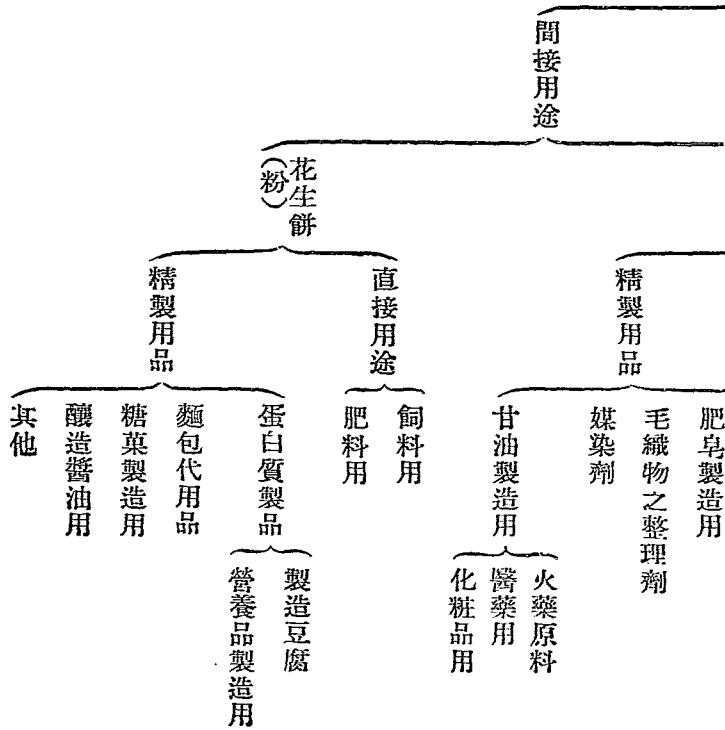 間接用途
精製用品
肥皂製造用
毛織物之整理劑
媒染劑
甘油製造用
火藥原料
醫藥用
化粧品用
花生餅
(粉)
直接用途
飼料用
肥料用
精製用品
蛋白質製品
製造豆腐
營養品製造用
麵包代用品
糖菓製造用
釀造醬油用
其他